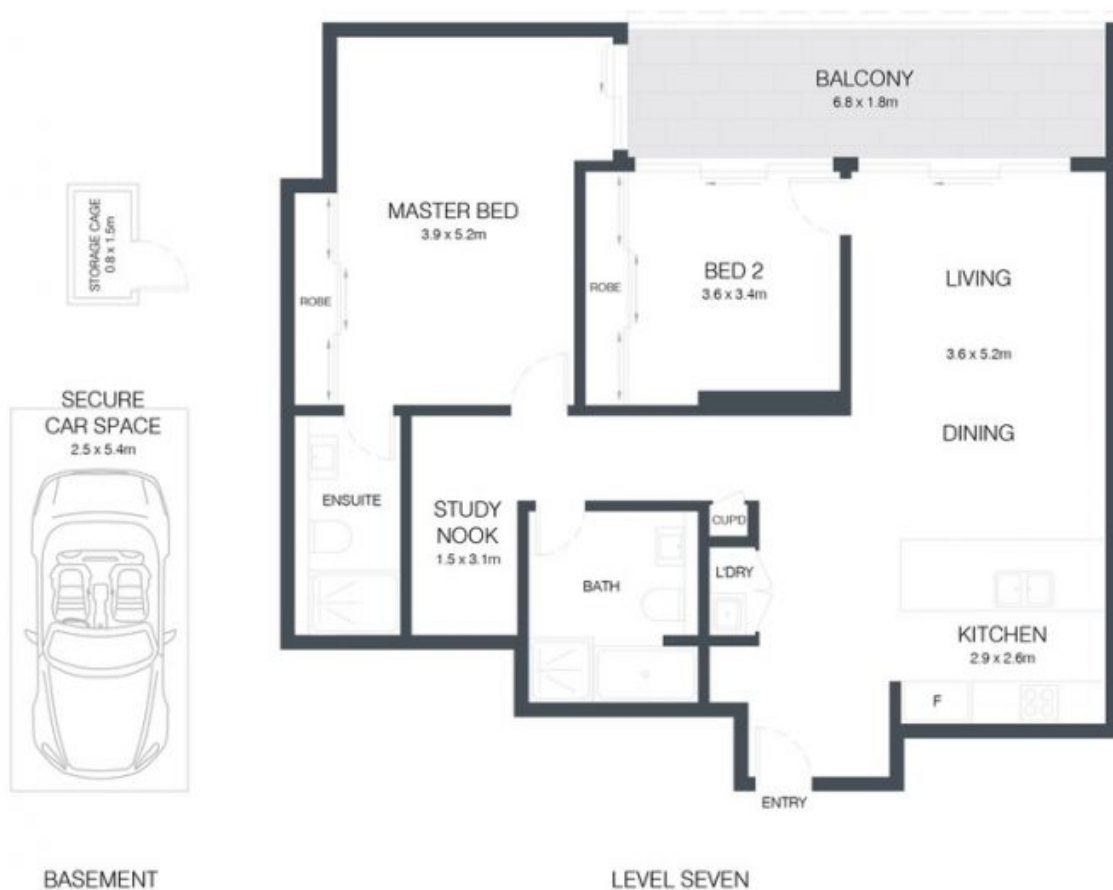 BALCONY
6.8 x 1.8m
STORAGE CAGE
0.8 x 1.5m
MASTER BED
3.9 x 5.2m
ROBE
BED 2
3.6 x 3.4m
ROBE
LIVING
3.6 x 5.2m
DINING
SECURE
CAR SPACE
2.5 x 5.4m
ENSUITE
STUDY
NOOK
1.5 x 3.1m
CUP'D
L'DRY
BATH
KITCHEN
2.9 x 2.6m
F
ENTRY
BASEMENT
LEVEL SEVEN